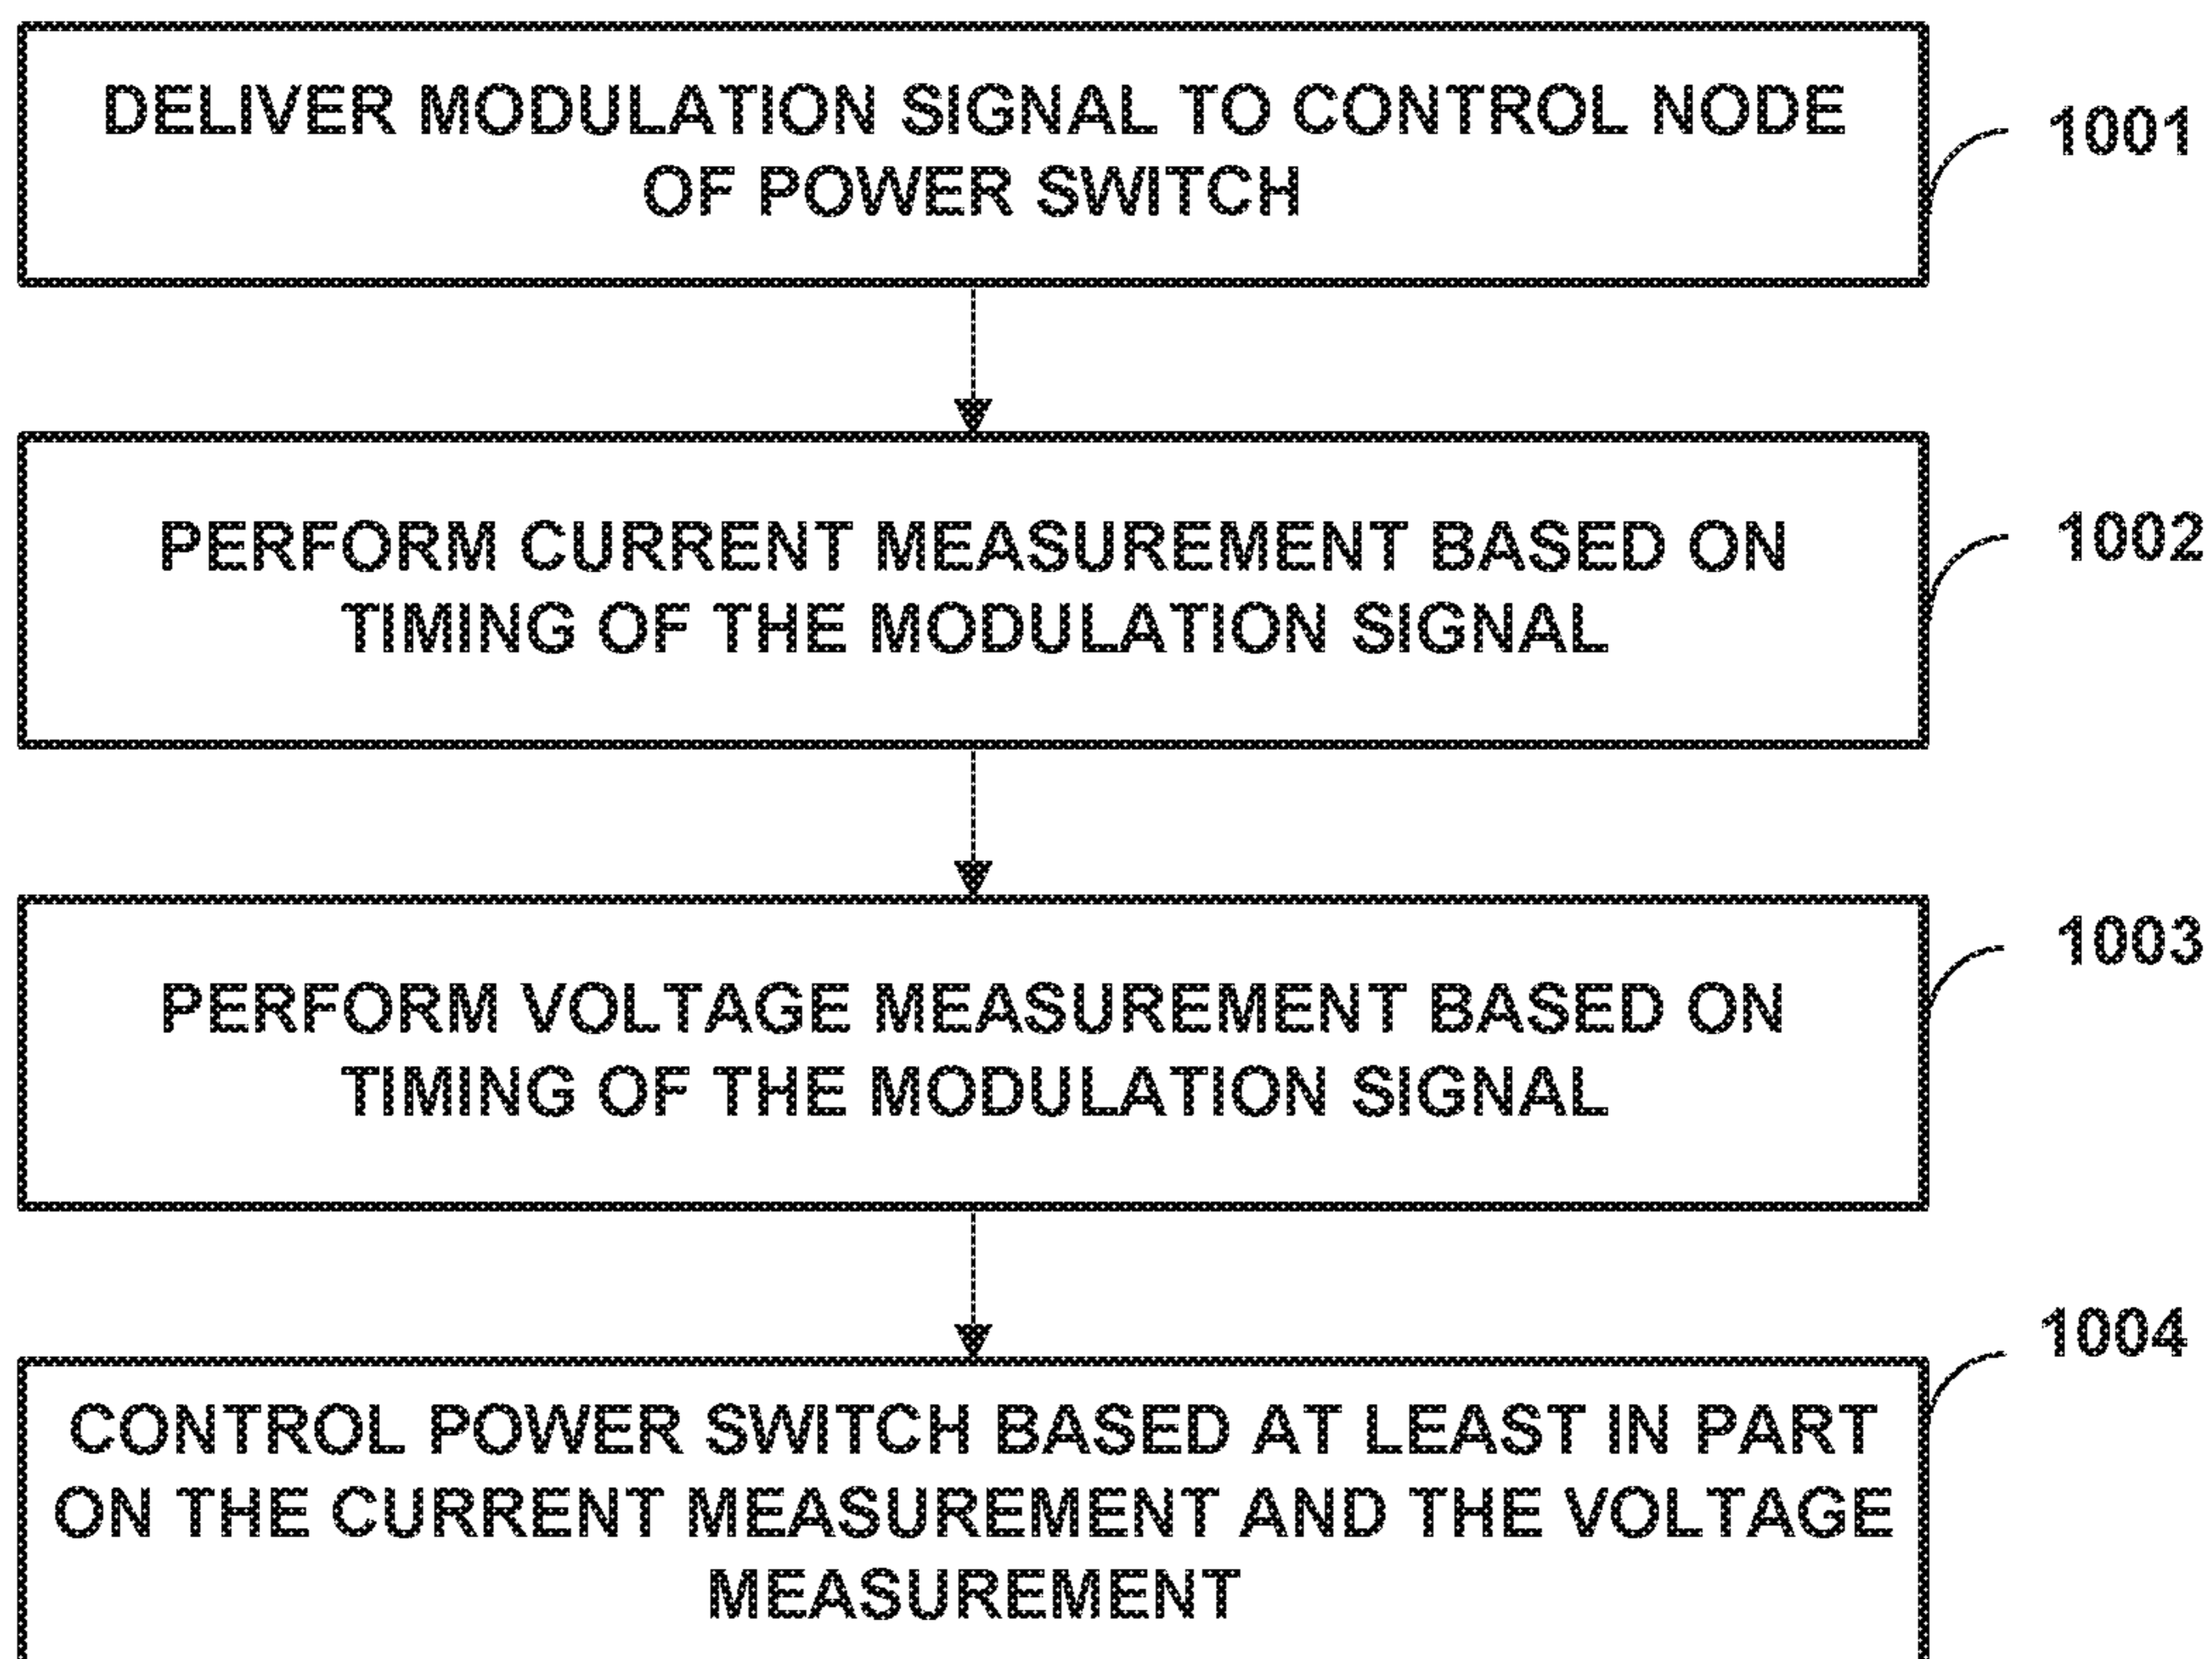 DELIVER MODULATION SIGNAL TO CONTROL NODE
OF POWER SWITCH
1001
PERFORM CURRENT MEASUREMENT BASED ON
TIMING OF THE MODULATION SIGNAL
1002
PERFORM VOLTAGE MEASUREMENT BASED ON
TIMING OF THE MODULATION SIGNAL
1003
CONTROL POWER SWITCH BASED AT LEAST IN PART
ON THE CURRENT MEASUREMENT AND THE VOLTAGE
MEASUREMENT
1004